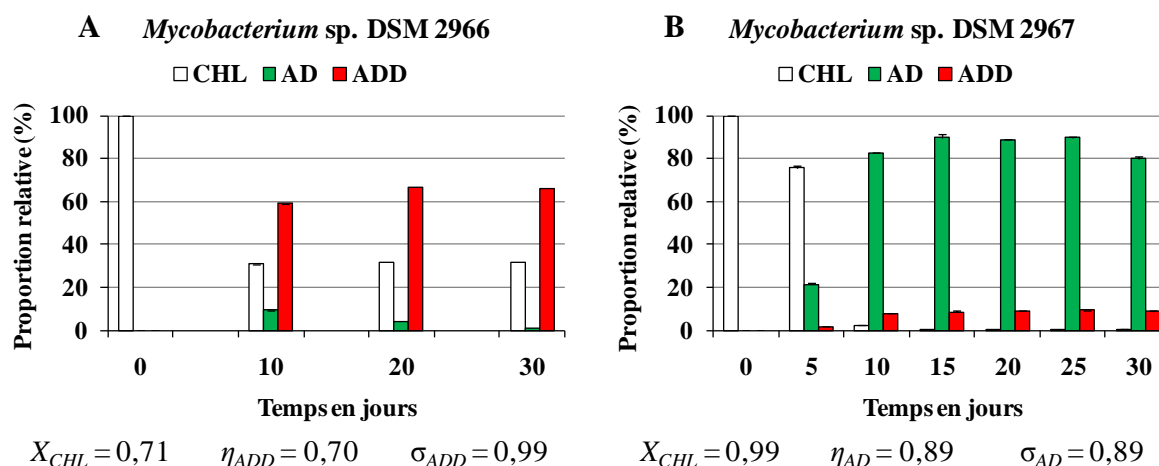 A Mycobacterium sp. DSM 2966
CHL AD ADD
Proportion relative (%)
100
80
60
40
20
0
0 10 20 30
Temps en jours
X_CHL = 0,71 η_ADD = 0,70 σ_ADD = 0,99
B Mycobacterium sp. DSM 2967
CHL AD ADD
Proportion relative (%)
100
80
60
40
20
0
0 5 10 15 20 25 30
Temps en jours
X_CHL = 0,99 η_AD = 0,89 σ_AD = 0,89